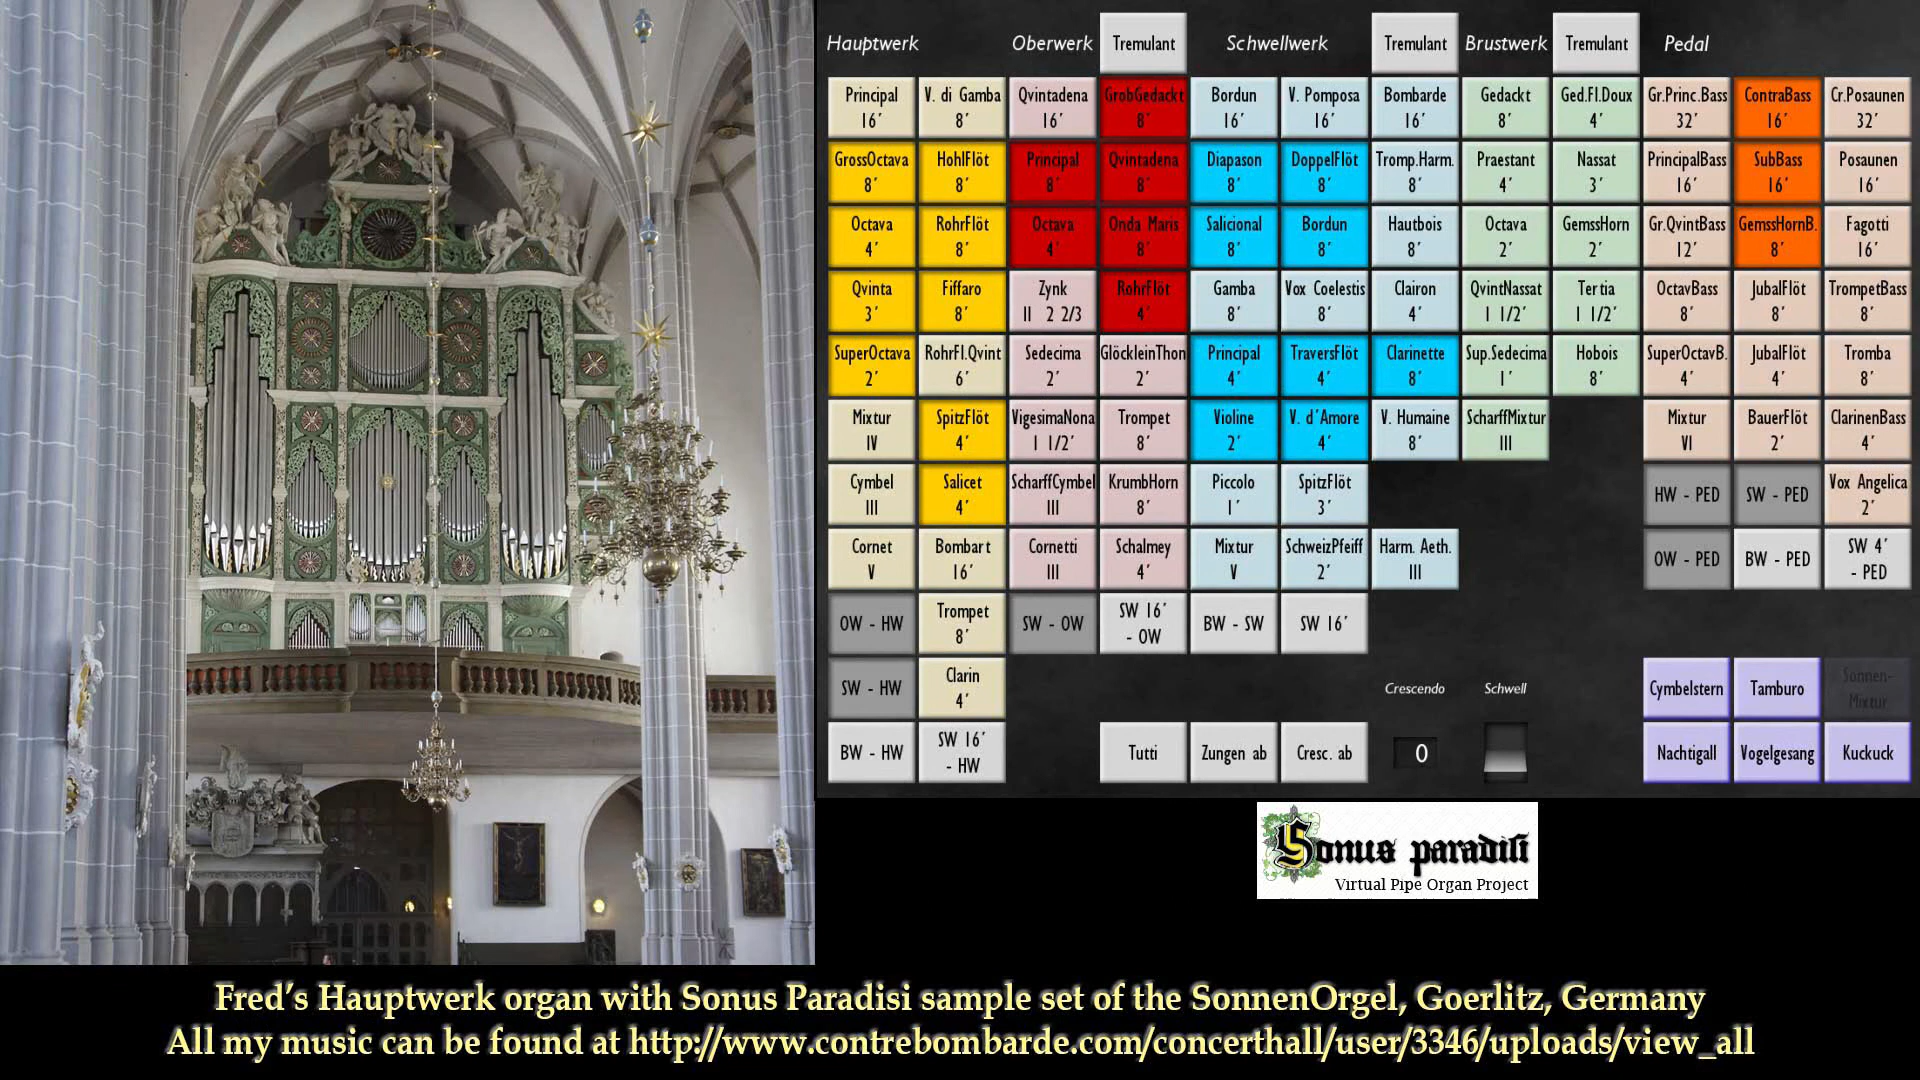 Hauptwerk
Oberwerk
Tremulant
Schwellwerk
Tremulant
Brustwerk
Tremulant
Pedal
Principal
16′
V. di Gamba
8′
Qvintadena
16′
GrobGedackt
8′
Bordun
16′
V. Pomposa
16′
Bombarde
16′
Gedackt
8′
Ged.Fl.Doux
4′
Gr.Princ.Bass
32′
ContraBass
16′
Cr.Posaunen
32′
GrossOctava
8′
HohlFlöt
8′
Principal
8′
Qvintadena
8′
Diapason
8′
DoppelFlöt
8′
Tromp.Harm.
8′
Praestant
4′
Nassat
3′
PrincipalBass
16′
SubBass
16′
Posaunen
16′
Octava
4′
RohrFlöt
8′
Octava
4′
Onda Maris
8′
Salicional
8′
Bordun
8′
Hautbois
8′
Octava
2′
GemssHorn
2′
Gr.QvintBass
12′
GemssHornB.
8′
Fagotti
16′
Qvinta
3′
Fiffaro
8′
Zynk
II 2 2/3
RohrFlöt
4′
Gamba
8′
Vox Coelestis
8′
Clairon
4′
QvintNassat
1 1/2′
Tertia
1 1/2′
OctavBass
8′
JubalFlöt
8′
TrompetBass
8′
SuperOctava
2′
RohrFl.Qvint
6′
Sedecima
2′
GlöckleinThon
2′
Principal
4′
TraversFlöt
4′
Clarinette
8′
Sup.Sedecima
1′
Hobois
8′
SuperOctavB.
4′
JubalFlöt
4′
Tromba
8′
Mixtur
IV
SpitzFlöt
4′
VigesimaNona
1 1/2′
Trompet
8′
Violine
2′
V. d'Amore
4′
V. Humaine
8′
ScharffMixtur
III
Mixtur
VI
BauerFlöt
2′
ClarinenBass
4′
Cymbel
III
Salicet
4′
ScharffCymbel
III
KrumbHorn
8′
Piccolo
1′
SpitzFlöt
3′
HW - PED
SW - PED
Vox Angelica
2′
Cornet
V
Bombart
16′
Cornetti
III
Schalmey
4′
Mixtur
V
SchweizPfeiff
2′
Harm. Aeth.
III
OW - PED
BW - PED
SW 4′
- PED
OW - HW
Trompet
8′
SW - OW
SW 16′
- OW
BW - SW
SW 16′
SW - HW
Clarin
4′
Crescendo
Schwell
Cymbelstern
Tamburo
Sonnen-
Mixtur
BW - HW
SW 16′
- HW
Tutti
Zungen ab
Cresc. ab
0
Nachtigall
Vogelgesang
Kuckuck
Sonus paradisi
Virtual Pipe Organ Project
Fred's Hauptwerk organ with Sonus Paradisi sample set of the SonnenOrgel, Goerlitz, Germany
All my music can be found at http://www.contrebombarde.com/concerthall/user/3346/uploads/view_all